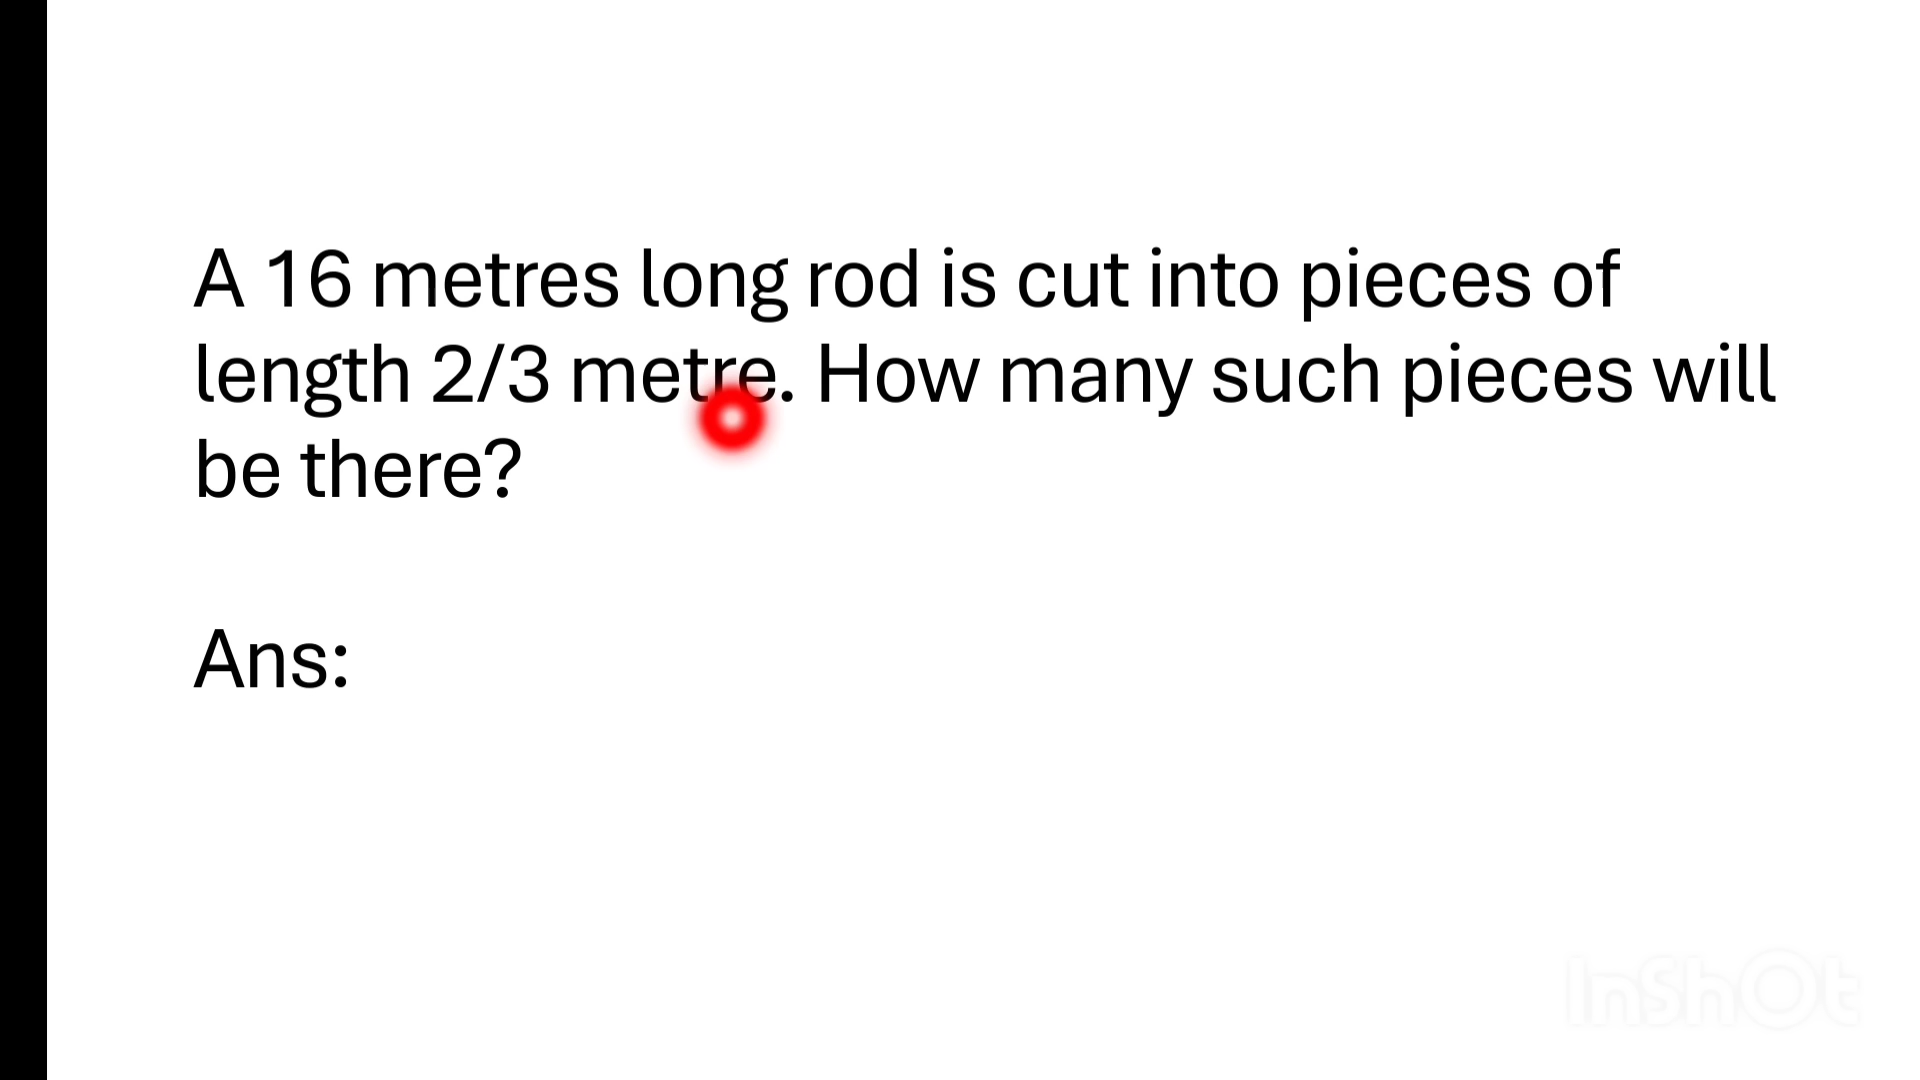 A 16 metres long rod is cut into pieces of
length 2/3 metre. How many such pieces will
be there?
Ans:
InShOt